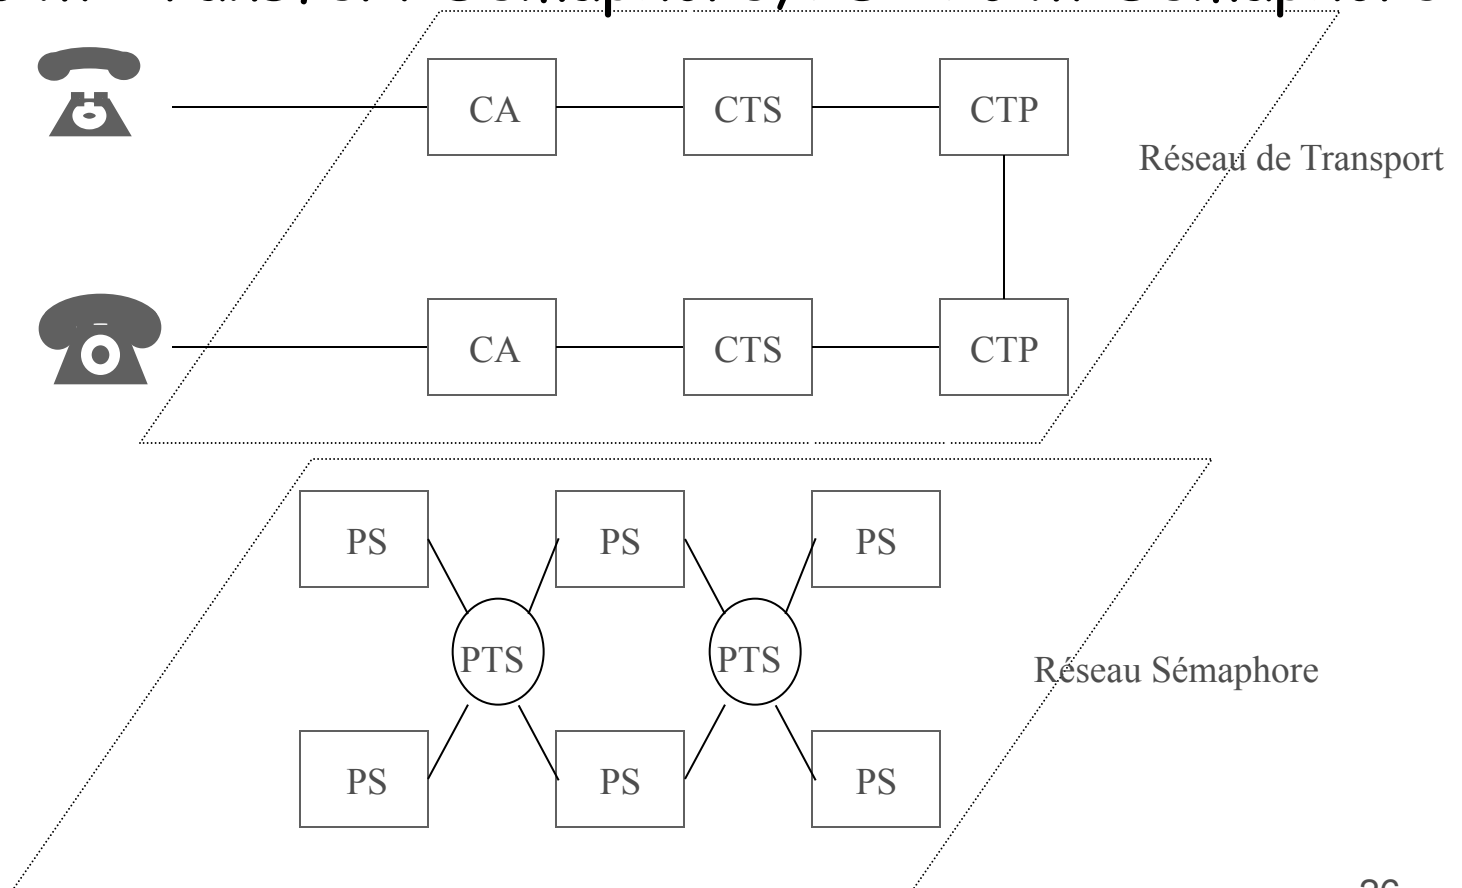 CA CTS CTP
Réseau de Transport
CA CTS CTP
PS PS PS
PTS PTS
Réseau Sémaphore
PS PS PS